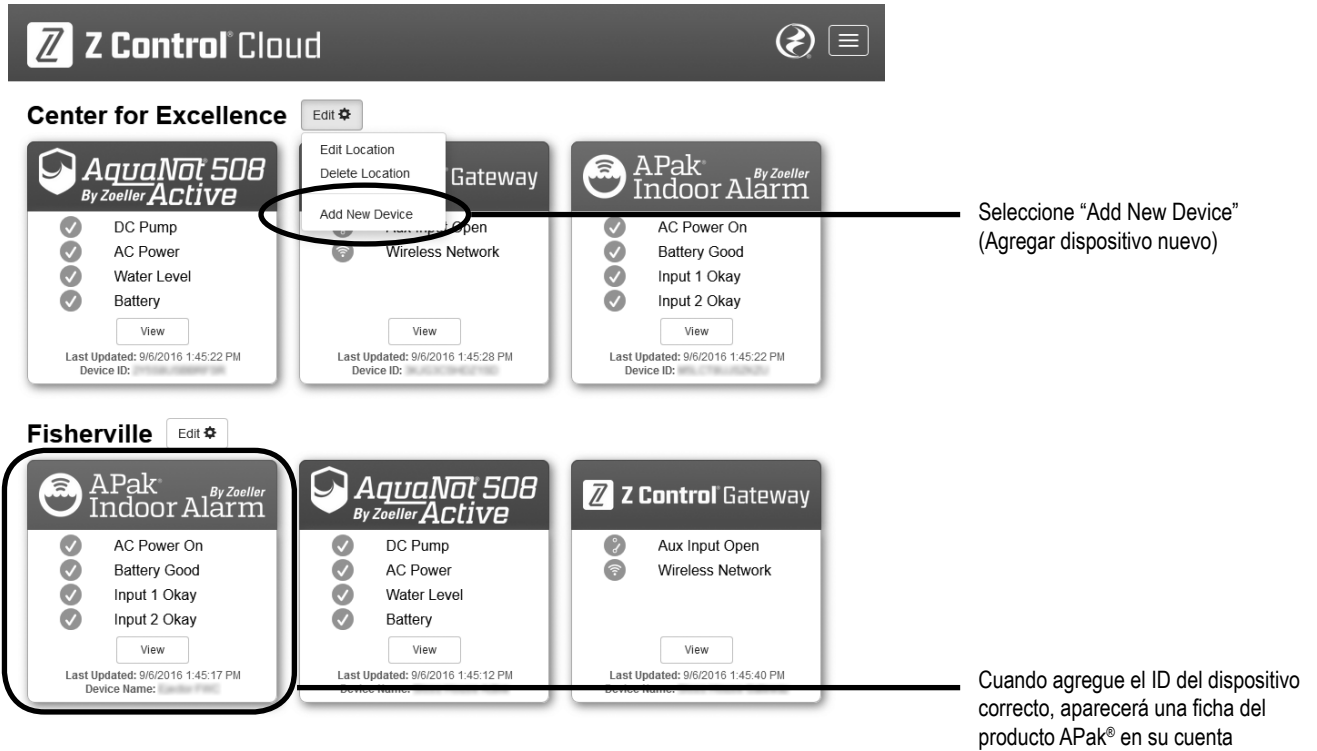 Z Control® Cloud
Center for Excellence
Edit
Edit Location
Delete Location
Add New Device
AquaNot® 508
By Zoeller Active
DC Pump
AC Power
Water Level
Battery
View
Last Updated: 9/6/2016 1:45:22 PM
Device ID:
Gateway
Aux Input Open
Wireless Network
View
Last Updated: 9/6/2016 1:45:28 PM
Device ID:
APak® By Zoeller
Indoor Alarm
AC Power On
Battery Good
Input 1 Okay
Input 2 Okay
View
Last Updated: 9/6/2016 1:45:22 PM
Device ID:
Seleccione “Add New Device”
(Agregar dispositivo nuevo)
Fisherville
Edit
APak® By Zoeller
Indoor Alarm
AC Power On
Battery Good
Input 1 Okay
Input 2 Okay
View
Last Updated: 9/6/2016 1:45:17 PM
Device Name:
AquaNot® 508
By Zoeller Active
DC Pump
AC Power
Water Level
Battery
View
Last Updated: 9/6/2016 1:45:12 PM
Device Name:
Z Control® Gateway
Aux Input Open
Wireless Network
View
Last Updated: 9/6/2016 1:45:40 PM
Device Name:
Cuando agregue el ID del dispositivo
correcto, aparecerá una ficha del
producto APak® en su cuenta